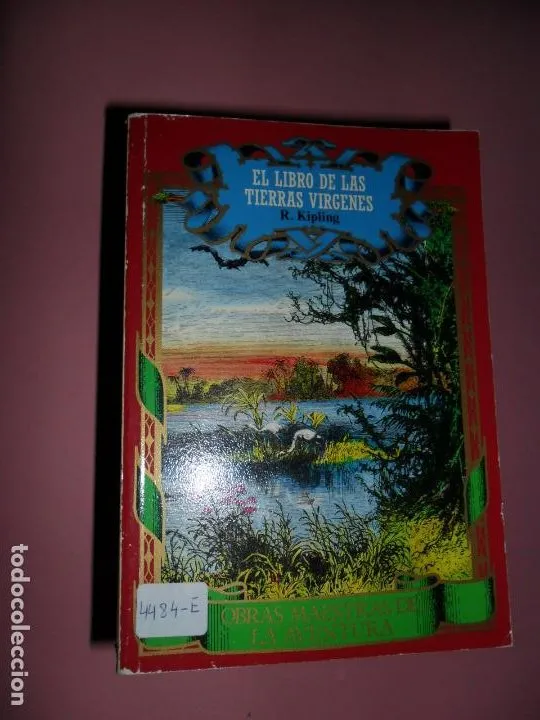 EL LIBRO DE LAS
TIERRAS VIRGENES
R. Kipling
4484-E
OBRAS MAESTRAS DE
LA AVENTURA
todocoleccion